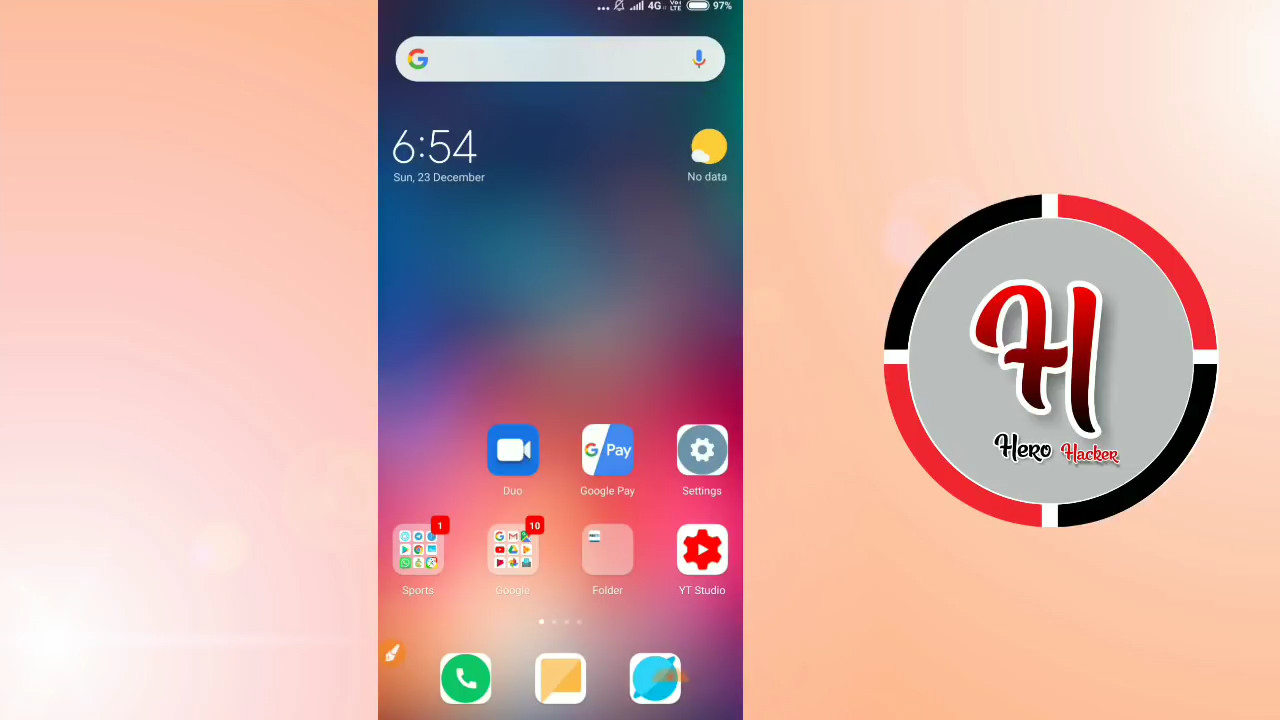 4G VoLTE 97%
6:54
Sun, 23 December
No data
Duo
Google Pay
Settings
1
10
Sports
Google
Folder
YT Studio
H
Hero Hacker